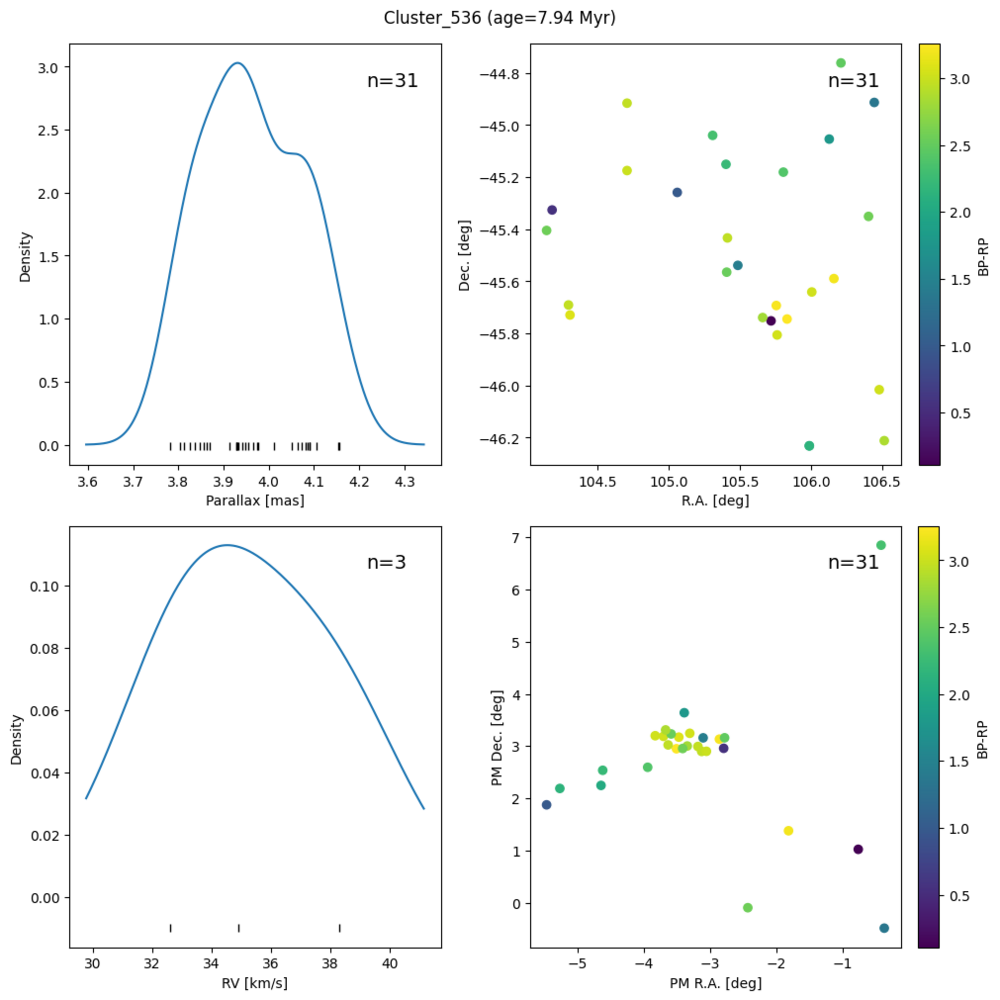 Cluster_536 (age=7.94 Myr)
n=31
Density
3.0
2.5
2.0
1.5
1.0
0.5
0.0
3.6 3.7 3.8 3.9 4.0 4.1 4.2 4.3
Parallax [mas]
n=31
Dec. [deg]
−44.8
−45.0
−45.2
−45.4
−45.6
−45.8
−46.0
−46.2
104.5 105.0 105.5 106.0 106.5
R.A. [deg]
3.0
2.5
2.0
1.5
1.0
0.5
BP-RP
n=3
Density
0.10
0.08
0.06
0.04
0.02
0.00
30 32 34 36 38 40
RV [km/s]
n=31
PM Dec. [deg]
7
6
5
4
3
2
1
0
−5 −4 −3 −2 −1
PM R.A. [deg]
3.0
2.5
2.0
1.5
1.0
0.5
BP-RP